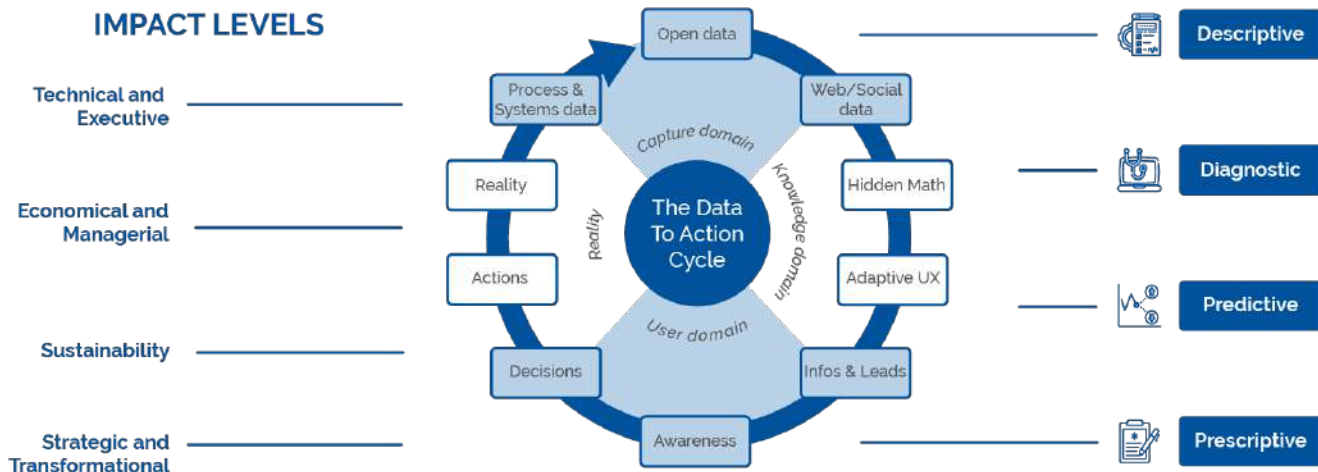 IMPACT LEVELS
Technical and
Executive
Economical and
Managerial
Sustainability
Strategic and
Transformational
Open data
Process &
Systems data
Web/Social
data
Capture domain
Reality
Hidden Math
Knowledge domain
Reality
The Data
To Action
Cycle
Actions
Adaptive UX
User domain
Decisions
Infos & Leads
Awareness
Descriptive
Diagnostic
Predictive
Prescriptive